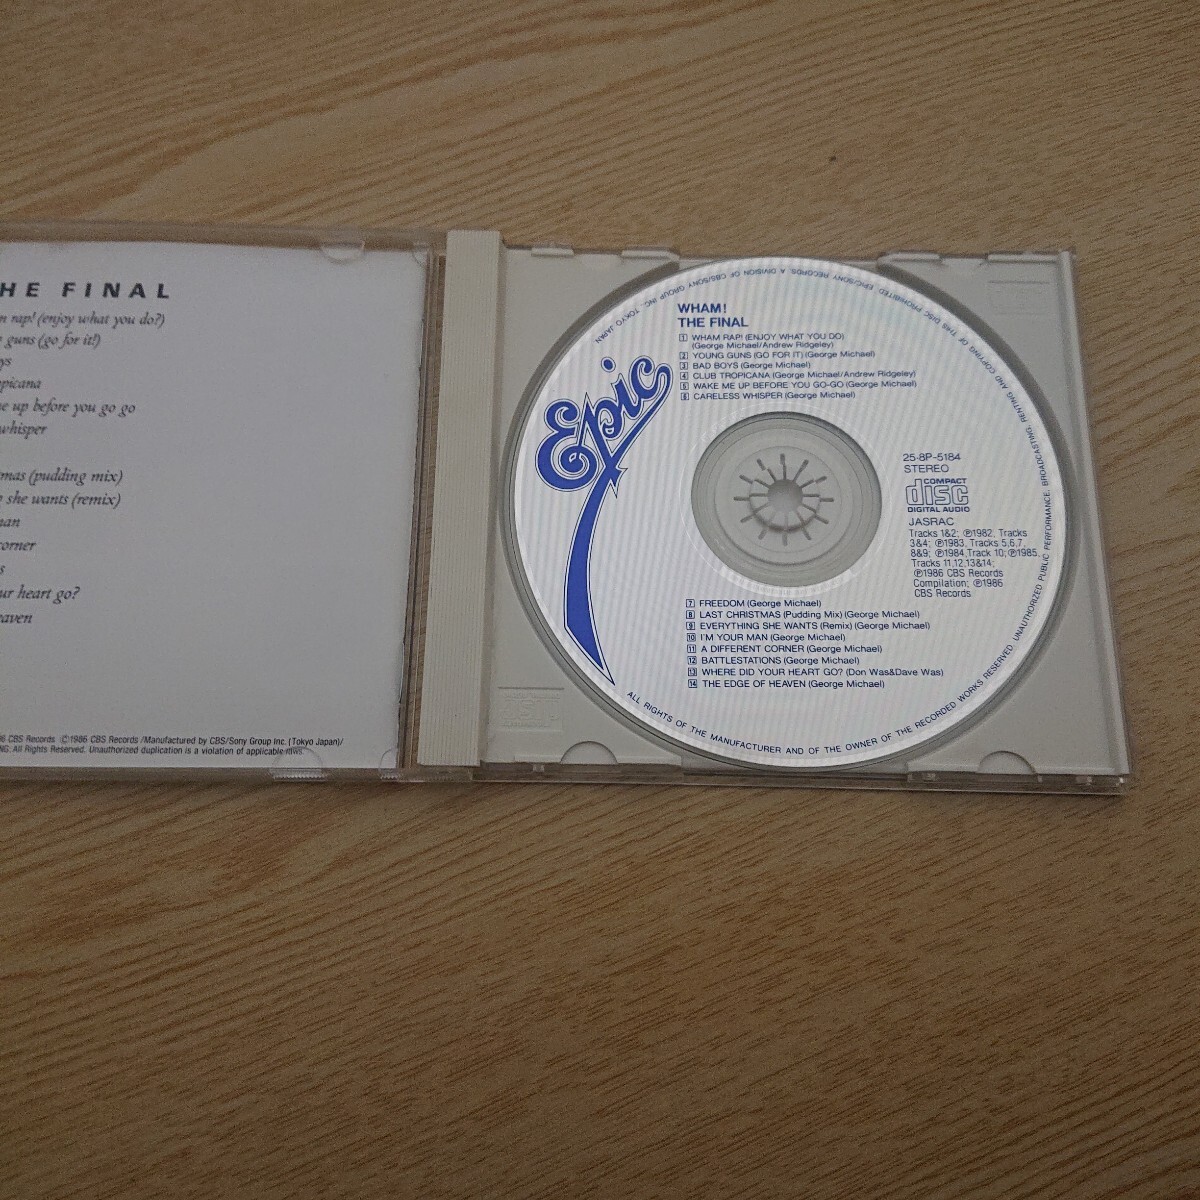 HE FINAL
n rap! (enjoy what you do?)
guns (go for it!)
ys
opicana
e up before you go go
whisper
mas (pudding mix)
she wants (remix)
nan
corner
s
ur heart go?
eaven
6 CBS Records ©1986 CBS Records /Manufactured by CBS/Sony Group Inc. (Tokyo Japan)/
NG: All Rights Reserved. Unauthorized duplication is a violation of applicable laws.
Epic
WHAM!
THE FINAL
1 WHAM RAP! (ENJOY WHAT YOU DO)
(George Michael/Andrew Ridgeley)
2 YOUNG GUNS (GO FOR IT) (George Michael)
3 BAD BOYS (George Michael)
4 CLUB TROPICANA (George Michael/Andrew Ridgeley)
5 WAKE ME UP BEFORE YOU GO-GO (George Michael)
6 CARELESS WHISPER (George Michael)
25·8P-5184
STEREO
COMPACT
disc
DIGITAL AUDIO
JASRAC
Tracks 1&2; ℗1982, Tracks
3&4; ℗1983, Tracks 5,6,7,
8&9; ℗1984, Track 10; ℗1985,
Tracks 11,12,13&14;
℗1986 CBS Records
Compilation; ℗1986
CBS Records
7 FREEDOM (George Michael)
8 LAST CHRISTMAS (Pudding Mix) (George Michael)
9 EVERYTHING SHE WANTS (Remix) (George Michael)
10 I'M YOUR MAN (George Michael)
11 A DIFFERENT CORNER (George Michael)
12 BATTLESTATIONS (George Michael)
13 WHERE DID YOUR HEART GO? (Don Was&Dave Was)
14 THE EDGE OF HEAVEN (George Michael)
ALL RIGHTS OF THE MANUFACTURER AND OF THE OWNER OF THE RECORDED WORKS RESERVED. UNAUTHORIZED PUBLIC PERFORMANCE, BROADCASTING, RENTING AND COPYING OF THIS DISC PROHIBITED. EPIC/SONY RECORDS A DIVISION OF CBS/SONY GROUP INC., TOKYO JAPAN